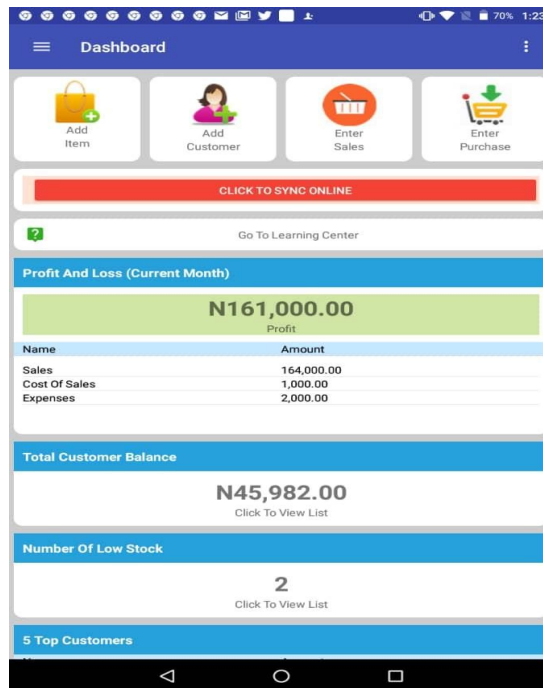 70% 1:23
Dashboard
Add
Item
Add
Customer
Enter
Sales
Enter
Purchase
CLICK TO SYNC ONLINE
?
Go To Learning Center
Profit And Loss (Current Month)
N161,000.00
Profit
Name Amount
Sales 164,000.00
Cost Of Sales 1,000.00
Expenses 2,000.00
Total Customer Balance
N45,982.00
Click To View List
Number Of Low Stock
2
Click To View List
5 Top Customers